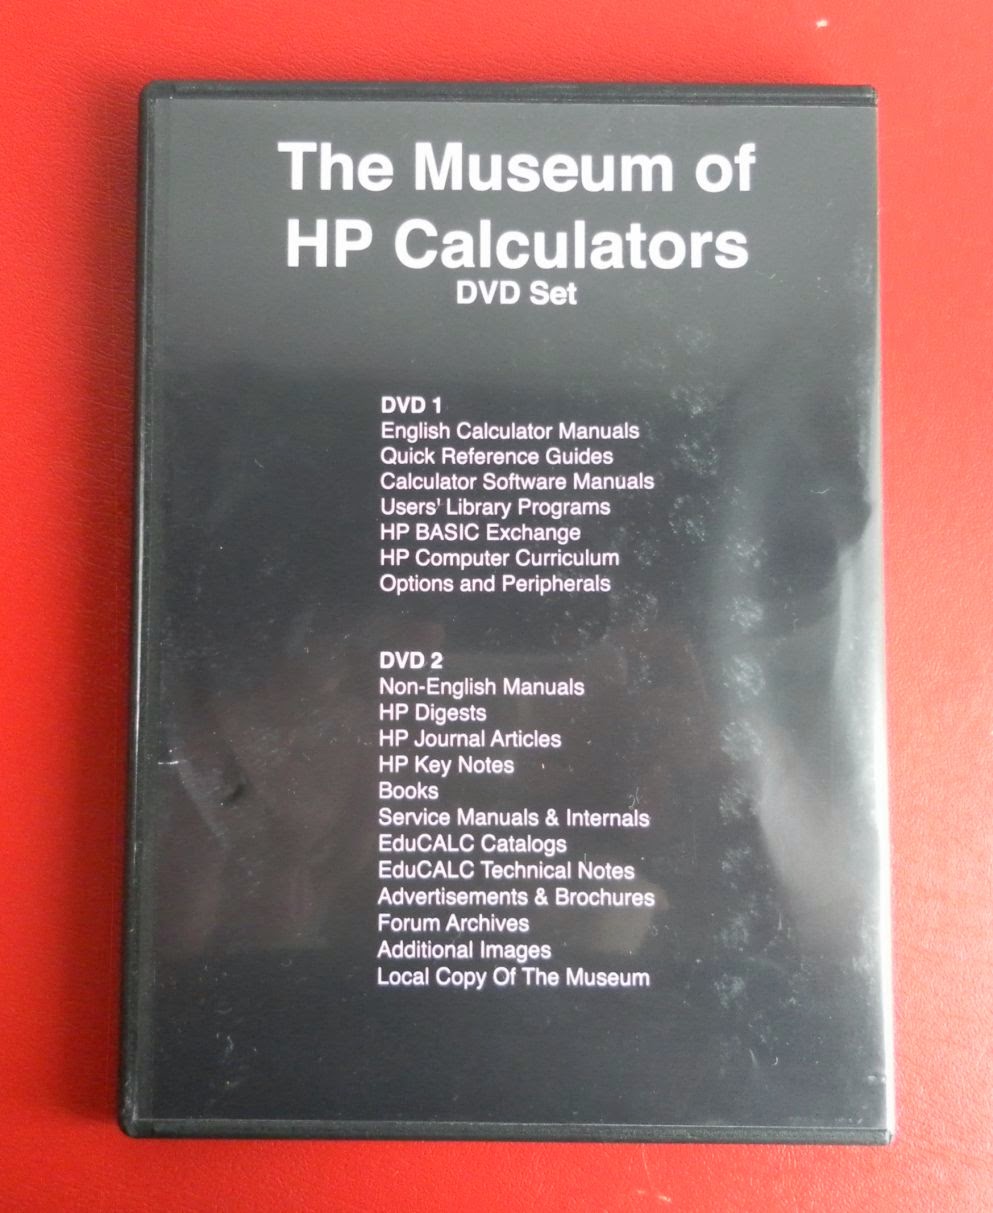 The Museum of
HP Calculators
DVD Set
DVD 1
English Calculator Manuals
Quick Reference Guides
Calculator Software Manuals
Users' Library Programs
HP BASIC Exchange
HP Computer Curriculum
Options and Peripherals
DVD 2
Non-English Manuals
HP Digests
HP Journal Articles
HP Key Notes
Books
Service Manuals & Internals
EduCALC Catalogs
EduCALC Technical Notes
Advertisements & Brochures
Forum Archives
Additional Images
Local Copy Of The Museum